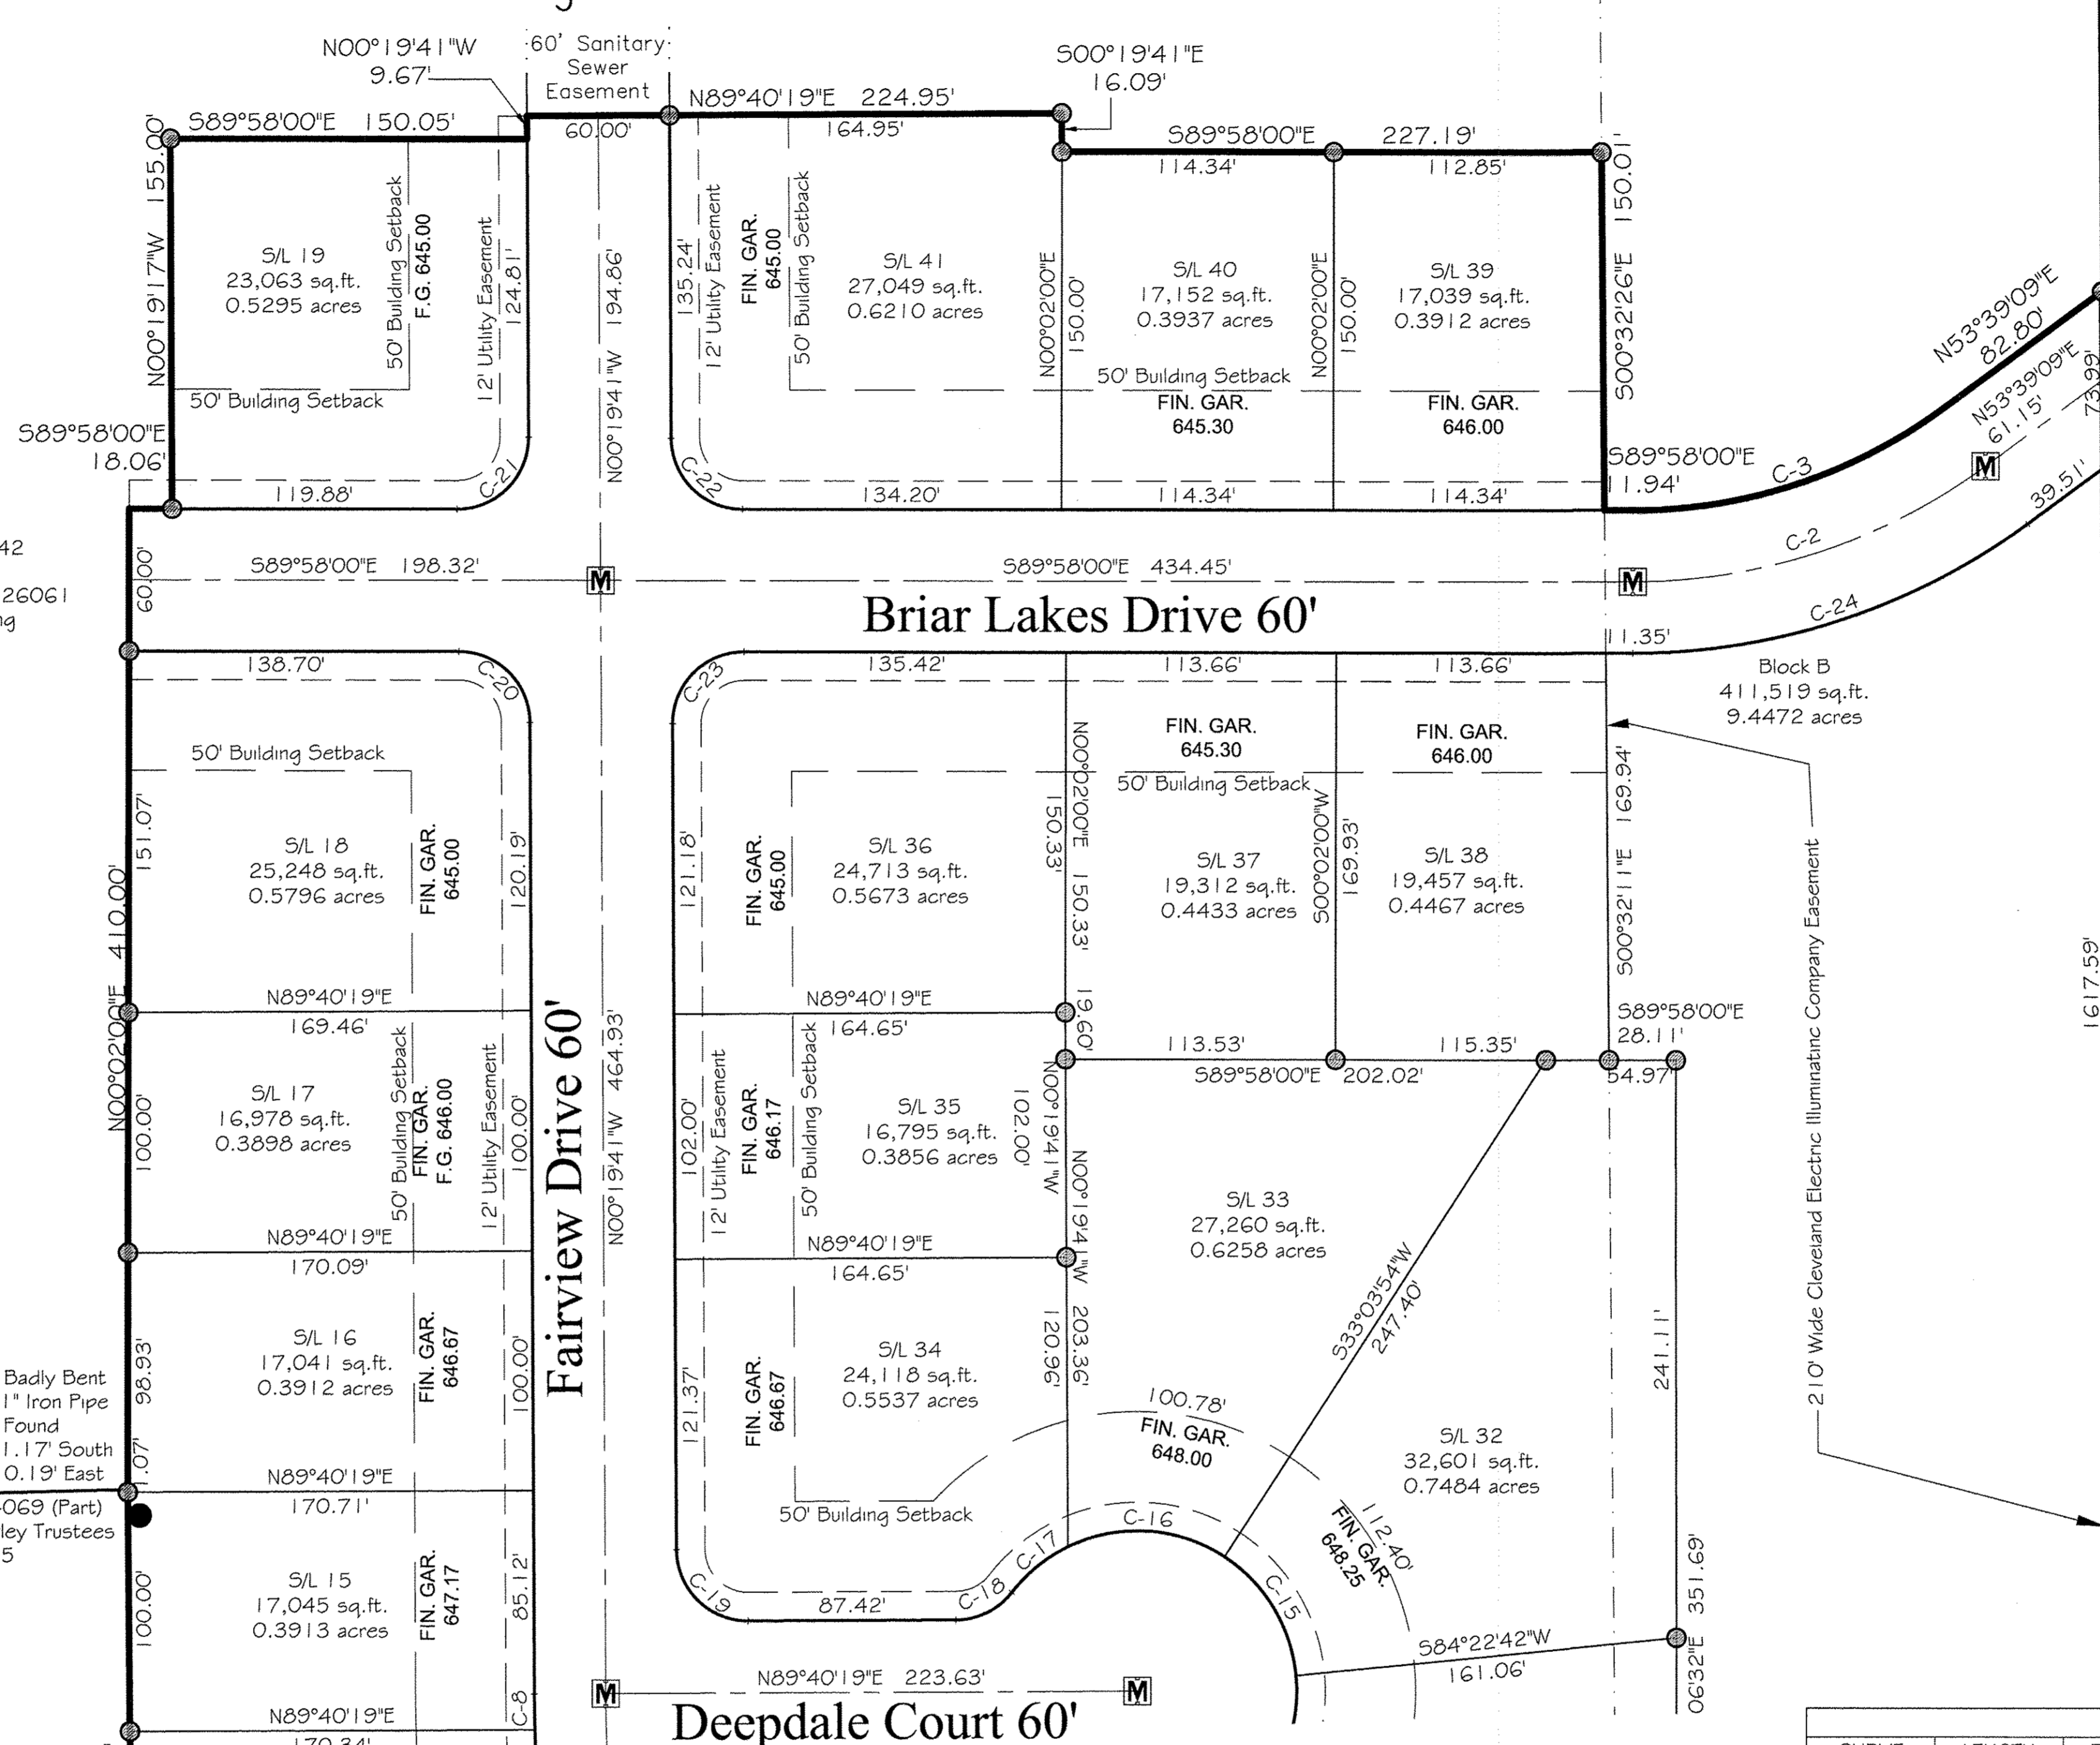 N00°19'41"W
9.67'
60' Sanitary
Sewer
Easement
60.00'
N89°40'19"E 224.95'
164.95'
S00°19'41"E
16.09'
S89°58'00"E 150.05'
S89°58'00"E 227.19'
114.34'
112.85'
N00°19'17"W 155.00'
S/L 19
23,063 sq.ft.
0.5295 acres
50' Building Setback
F.G. 645.00
12' Utility Easement
124.81'
50' Building Setback
119.88'
C-21
N00°19'41"W 194.86'
135.24'
12' Utility Easement
FIN. GAR.
645.00
50' Building Setback
S/L 41
27,049 sq.ft.
0.6210 acres
C-22
134.20'
N00°02'00"E
150.00'
S/L 40
17,152 sq.ft.
0.3937 acres
50' Building Setback
FIN. GAR.
645.30
114.34'
N00°02'00"E
150.00'
S/L 39
17,039 sq.ft.
0.3912 acres
FIN. GAR.
646.00
114.34'
S00°32'26"E 150.01'
S89°58'00"E
11.94'
C-3
N53°39'09"E
82.80'
N53°39'09"E
61.15'
73.99'
39.51'
M
C-2
C-24
S89°58'00"E
18.06'
42
26061
60.00'
S89°58'00"E 198.32'
M
S89°58'00"E 434.45'
M
Briar Lakes Drive 60'
11.35'
Block B
411,519 sq.ft.
9.4472 acres
138.70'
C-20
C-23
135.42'
113.66'
113.66'
50' Building Setback
151.07'
S/L 18
25,248 sq.ft.
0.5796 acres
FIN. GAR.
645.00
120.19'
121.18'
FIN. GAR.
645.00
S/L 36
24,713 sq.ft.
0.5673 acres
150.33'
N00°02'00"E 150.33'
FIN. GAR.
645.30
50' Building Setback
S/L 37
19,312 sq.ft.
0.4433 acres
S00°02'00"W
169.93'
FIN. GAR.
646.00
S/L 38
19,457 sq.ft.
0.4467 acres
S00°32'11"E 169.94'
210' Wide Cleveland Electric Illuminating Company Easement
1617.59'
N00°02'00"E 410.00'
N89°40'19"E
169.46'
N89°40'19"E
164.65'
19.60'
113.53'
115.35'
S89°58'00"E 202.02'
S89°58'00"E
28.11'
54.97'
100.00'
S/L 17
16,978 sq.ft.
0.3898 acres
50' Building Setback
FIN. GAR.
F.G. 646.00
12' Utility Easement
100.00'
Fairview Drive 60'
N00°19'41"W 464.93'
102.00'
12' Utility Easement
FIN. GAR.
646.17
50' Building Setback
S/L 35
16,795 sq.ft.
0.3856 acres
102.00'
N00°19'41"W
N00°19'41"W 203.36'
S/L 33
27,260 sq.ft.
0.6258 acres
S33°03'54"W
247.40'
N89°40'19"E
170.09'
N89°40'19"E
164.65'
98.93'
S/L 16
17,041 sq.ft.
0.3912 acres
FIN. GAR.
646.67
100.00'
121.37'
FIN. GAR.
646.67
S/L 34
24,118 sq.ft.
0.5537 acres
120.96'
50' Building Setback
100.78'
FIN. GAR.
648.00
S/L 32
32,601 sq.ft.
0.7484 acres
241.11'
Badly Bent
1" Iron Pipe
Found
1.17' South
0.19' East
1.07'
069 (Part)
ley Trustees
5
N89°40'19"E
170.71'
100.00'
S/L 15
17,045 sq.ft.
0.3913 acres
FIN. GAR.
647.17
85.12'
C-8
C-19
87.42'
C-18
C-17
C-16
C-15
112.40'
FIN. GAR.
648.25
S84°22'42"W
161.06'
06'32"E 351.69'
N89°40'19"E
170.34'
M
N89°40'19"E 223.63'
M
Deepdale Court 60'